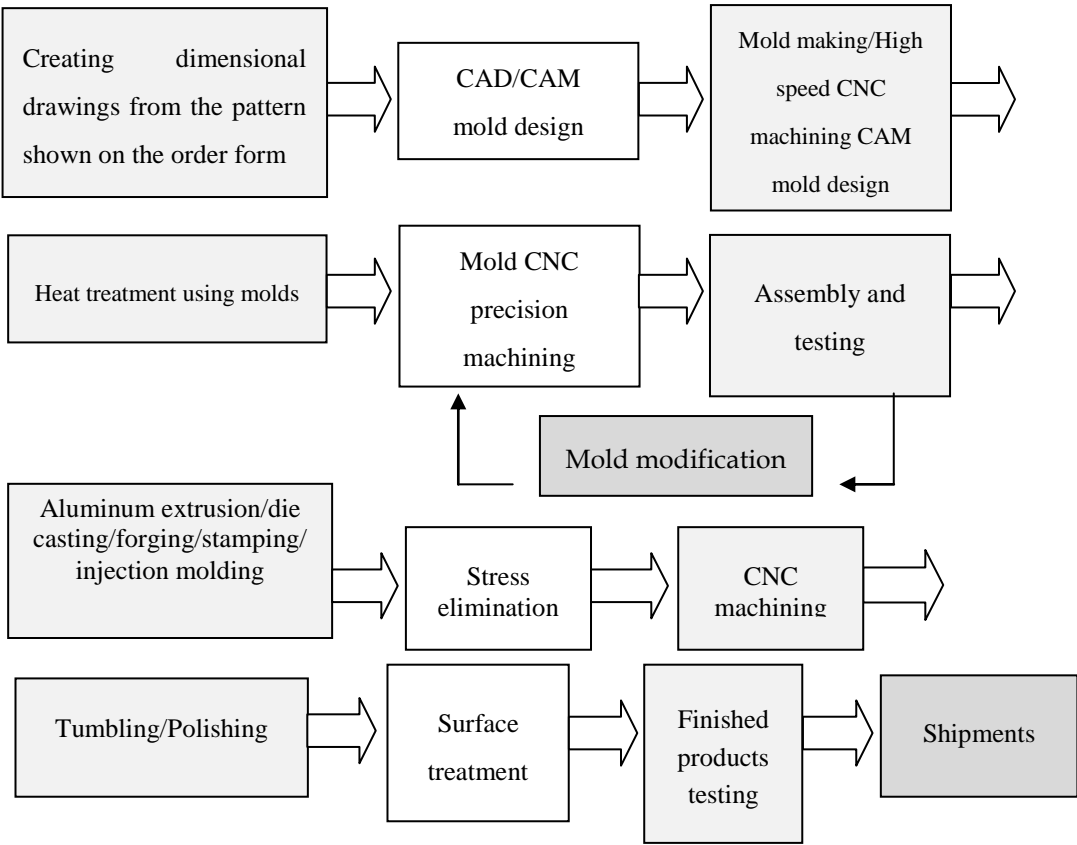 Creating dimensional
drawings from the pattern
shown on the order form
CAD/CAM
mold design
Mold making/High
speed CNC
machining CAM
mold design
Heat treatment using molds
Mold CNC
precision
machining
Assembly and
testing
Mold modification
Aluminum extrusion/die
casting/forging/stamping/
injection molding
Stress
elimination
CNC
machining
Tumbling/Polishing
Surface
treatment
Finished
products
testing
Shipments